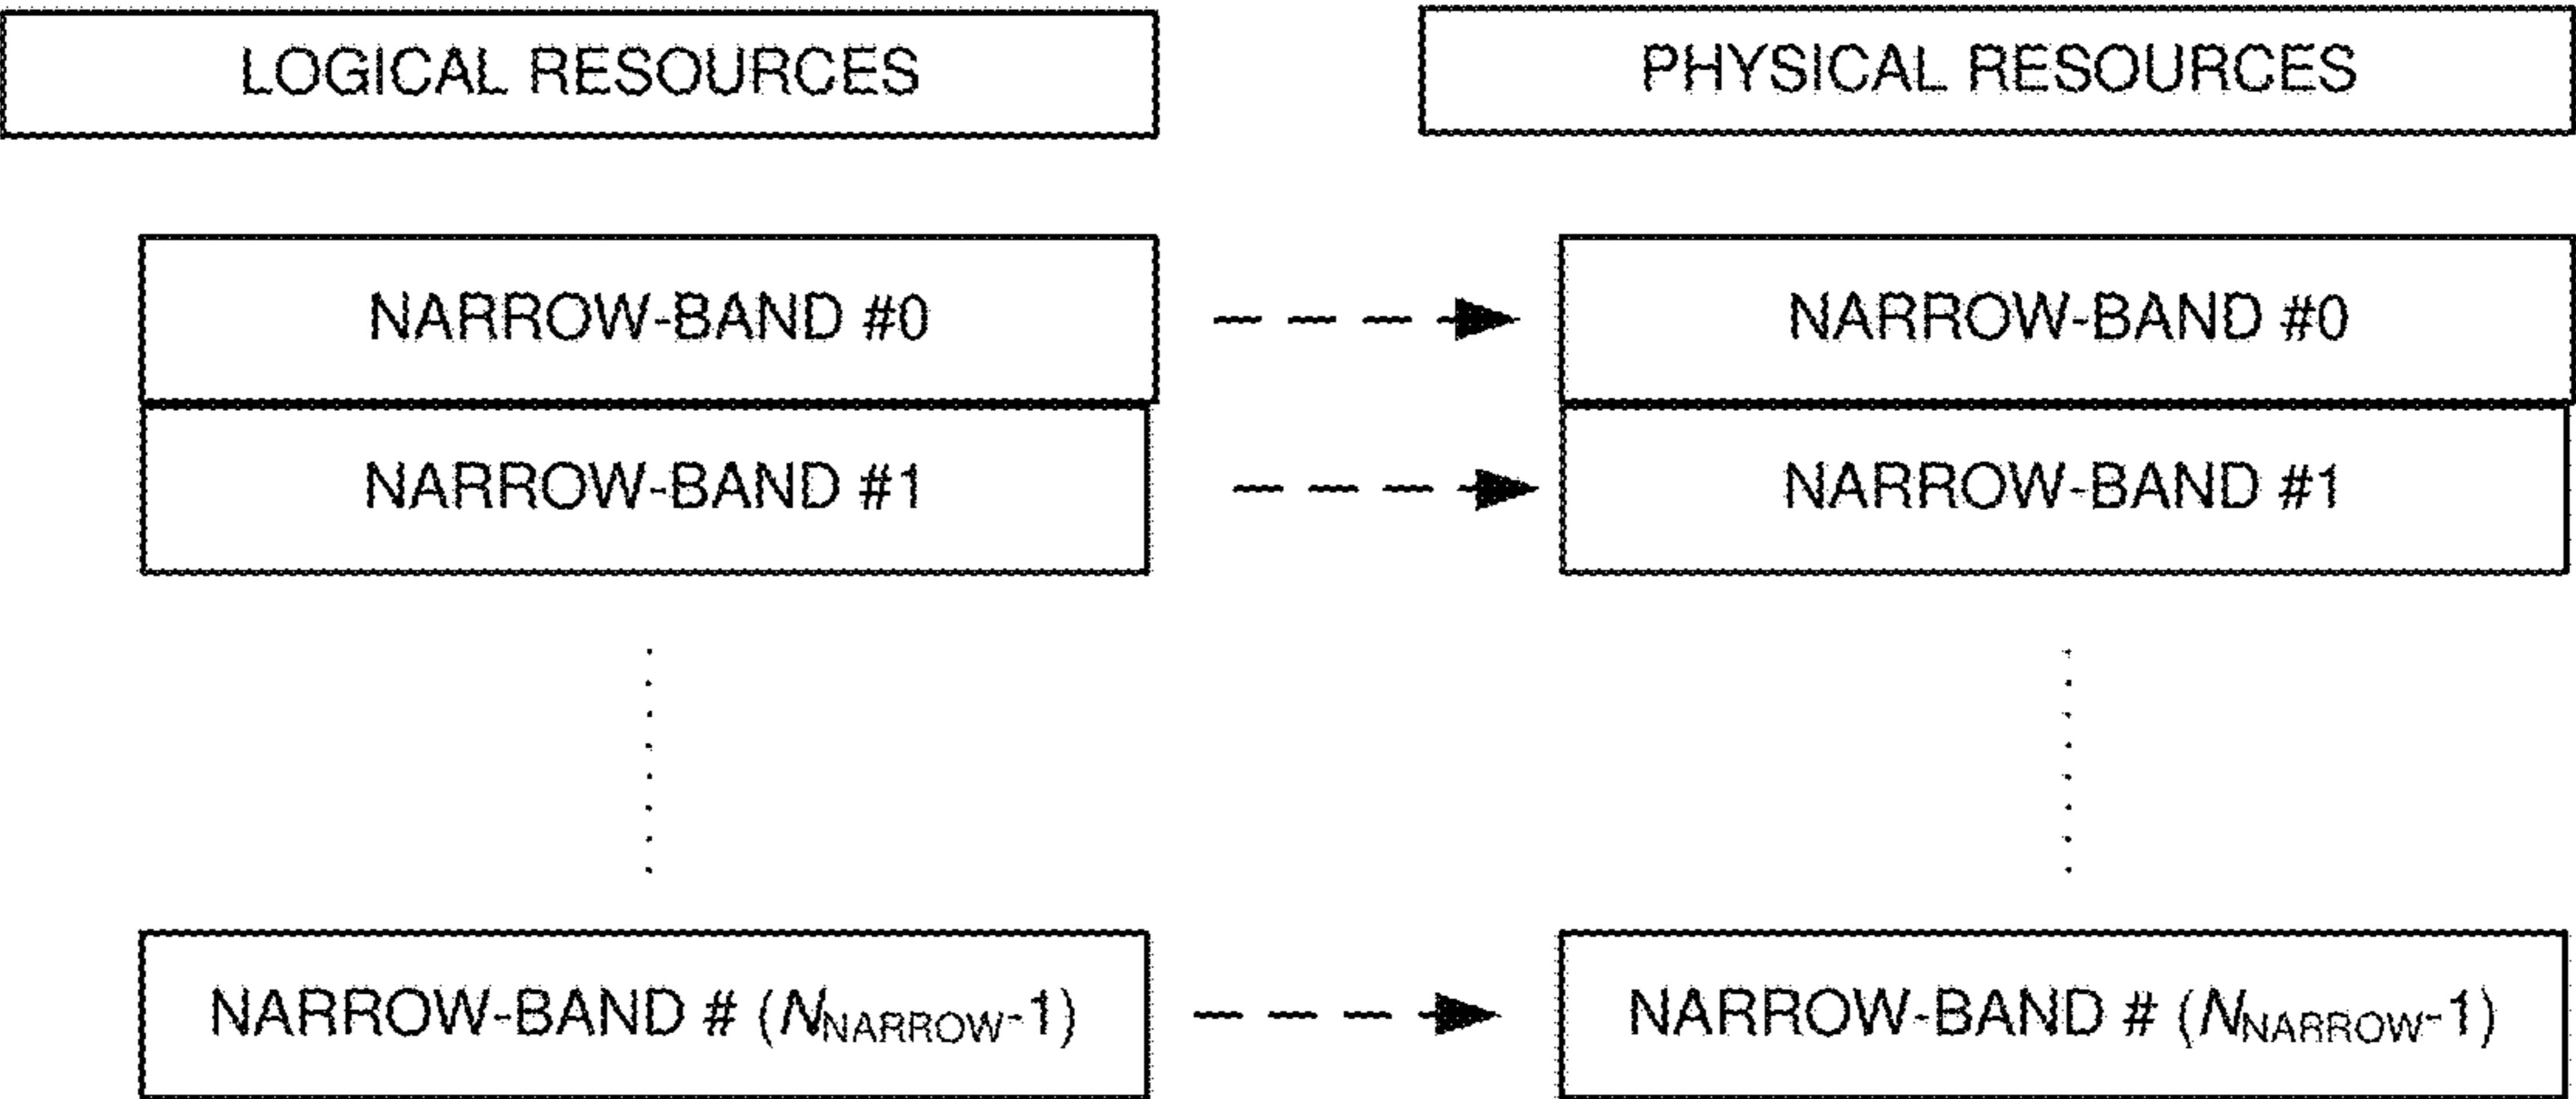 LOGICAL RESOURCES
PHYSICAL RESOURCES
NARROW-BAND #0
NARROW-BAND #0
NARROW-BAND #1
NARROW-BAND #1
NARROW-BAND # (NNARROW-1)
NARROW-BAND # (NNARROW-1)